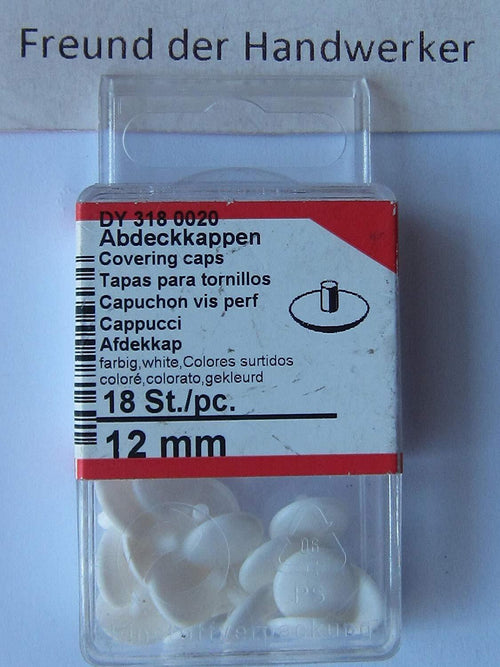 Freund der Handwerker
DY 318 0020
Abdeckkappen
Covering caps
Tapas para tornillos
Capuchon vis perf
Cappucci
Afdekkap
farbig,white,Colores surtidos
coloré,colorato,gekleurd
18 St./pc.
12 mm
06
PS